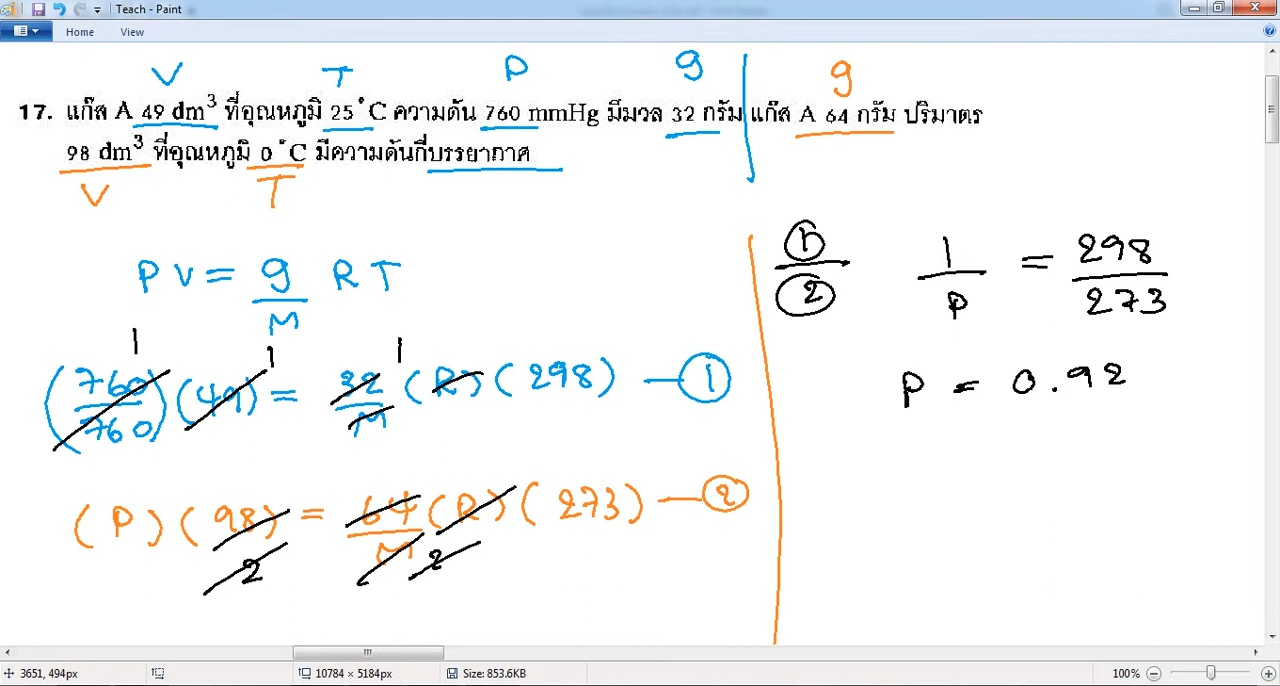 Teach - Paint
Home View
V T P g g
17. แก๊ส A 49 dm³ ที่อุณหภูมิ 25°C ความดัน 760 mmHg มีมวล 32 กรัม แก๊ส A 64 กรัม ปริมาตร
98 dm³ ที่อุณหภูมิ 0°C มีความดันกี่บรรยากาศ
V T
PV = g/M RT
1 1 1
(760/760)(49) = 32/M (R)(298) — ①
(P)(98) = 64/M (R)(273) — ②
2 2
①/② 1/P = 298/273
P = 0.92
3651, 494px 10784 × 5184px Size: 853.6KB 100%